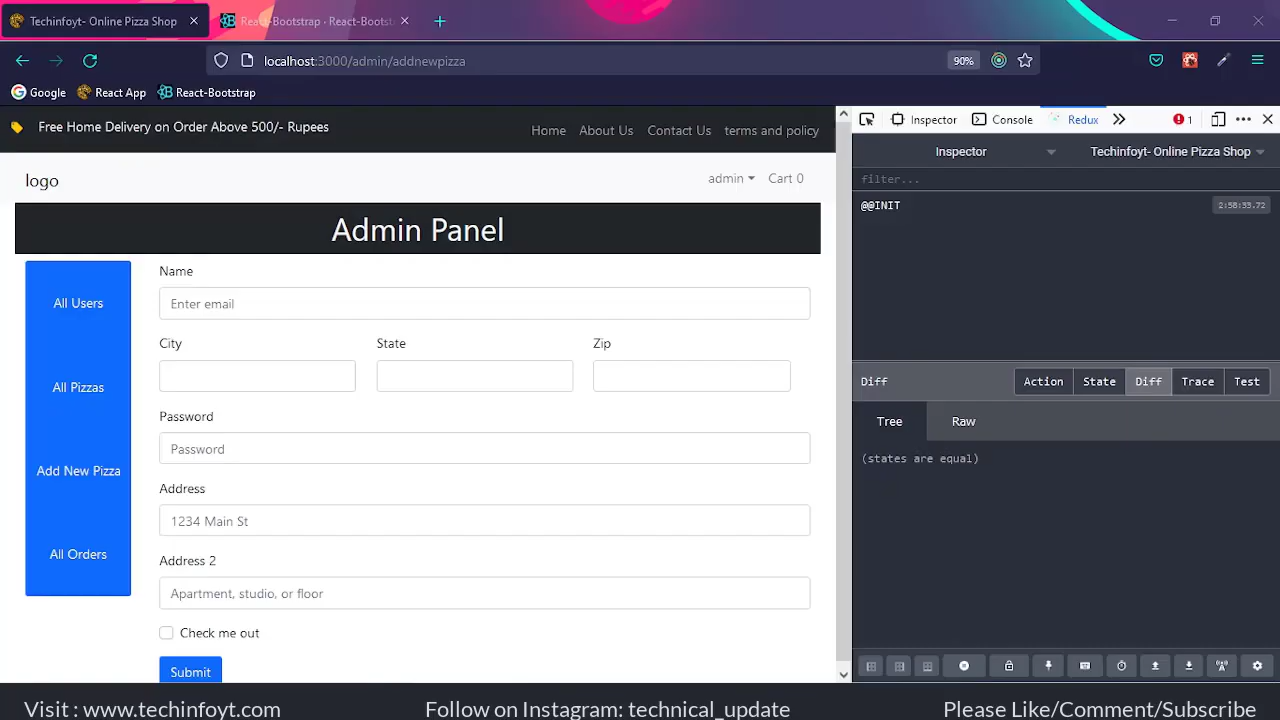 Techinfoyt- Online Pizza Shop
React-Bootstrap · React-Bootst
localhost:3000/admin/addnewpizza
90%
Google
React App
React-Bootstrap
Free Home Delivery on Order Above 500/- Rupees
Home
About Us
Contact Us
terms and policy
logo
admin
Cart 0
Admin Panel
All Users
All Pizzas
Add New Pizza
All Orders
Name
Enter email
City
State
Zip
Password
Password
Address
1234 Main St
Address 2
Apartment, studio, or floor
Check me out
Submit
Inspector
Console
Redux
1
Inspector
Techinfoyt- Online Pizza Shop
filter...
@@INIT
2:58:33.72
Diff
Action
State
Diff
Trace
Test
Tree
Raw
(states are equal)
Visit : www.techinfoyt.com
Follow on Instagram: technical_update
Please Like/Comment/Subscribe